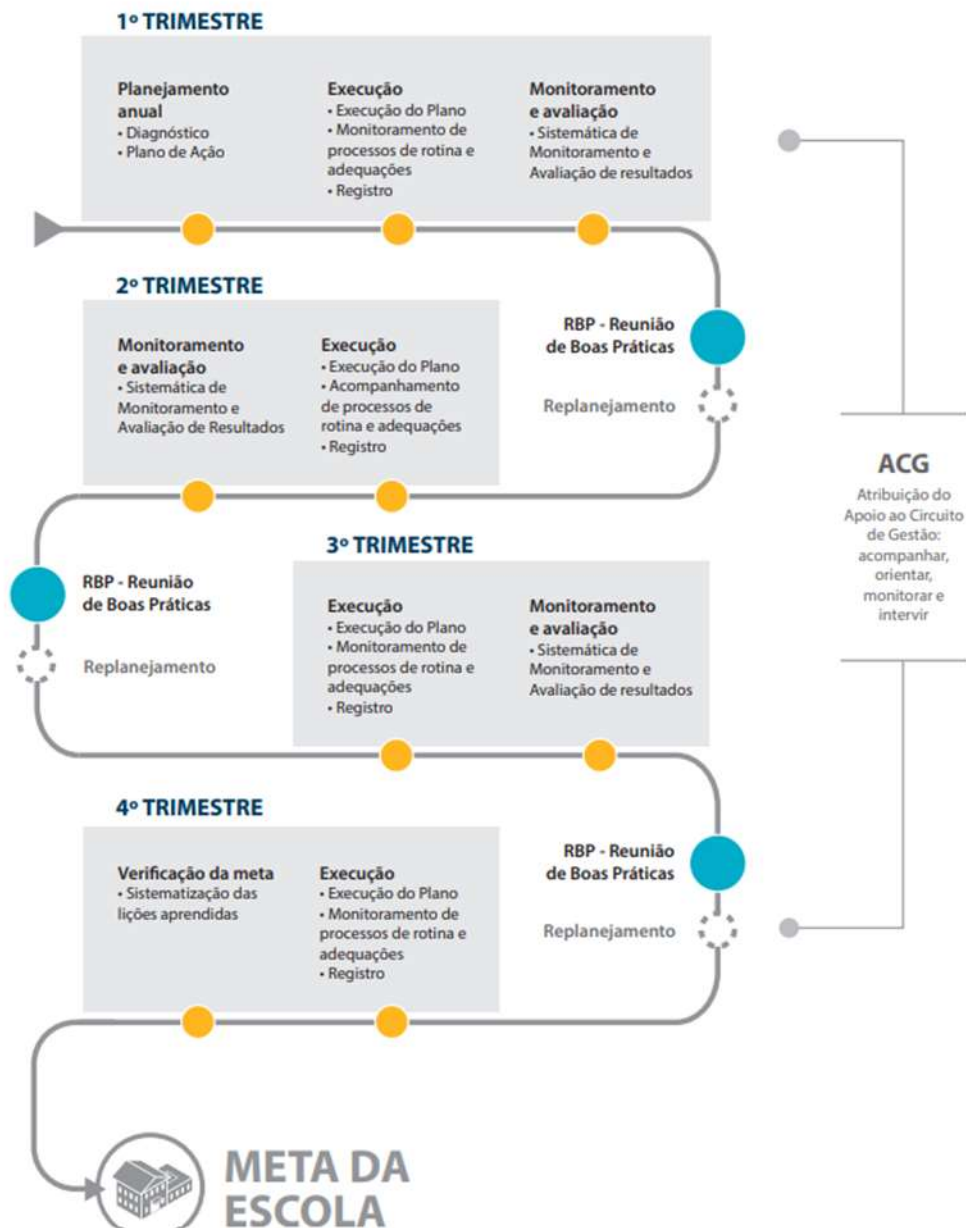 1º TRIMESTRE
Planejamento
anual
• Diagnóstico
• Plano de Ação
Execução
• Execução do Plano
• Monitoramento de
processos de rotina e
adequações
• Registro
Monitoramento
e avaliação
• Sistemática de
Monitoramento e
Avaliação de resultados
2º TRIMESTRE
Monitoramento
e avaliação
• Sistemática de
Monitoramento e
Avaliação de Resultados
Execução
• Execução do Plano
• Acompanhamento
de processos de
rotina e adequações
• Registro
RBP - Reunião
de Boas Práticas
Replanejamento
ACG
Atribuição do
Apoio ao Circuito
de Gestão:
acompanhar,
orientar,
monitorar e
intervir
3º TRIMESTRE
RBP - Reunião
de Boas Práticas
Replanejamento
Execução
• Execução do Plano
• Monitoramento de
processos de rotina e
adequações
• Registro
Monitoramento
e avaliação
• Sistemática de
Monitoramento e
Avaliação de resultados
4º TRIMESTRE
Verificação da meta
• Sistematização das
lições aprendidas
Execução
• Execução do Plano
• Monitoramento de
processos de rotina e
adequações
• Registro
RBP - Reunião
de Boas Práticas
Replanejamento
META DA
ESCOLA